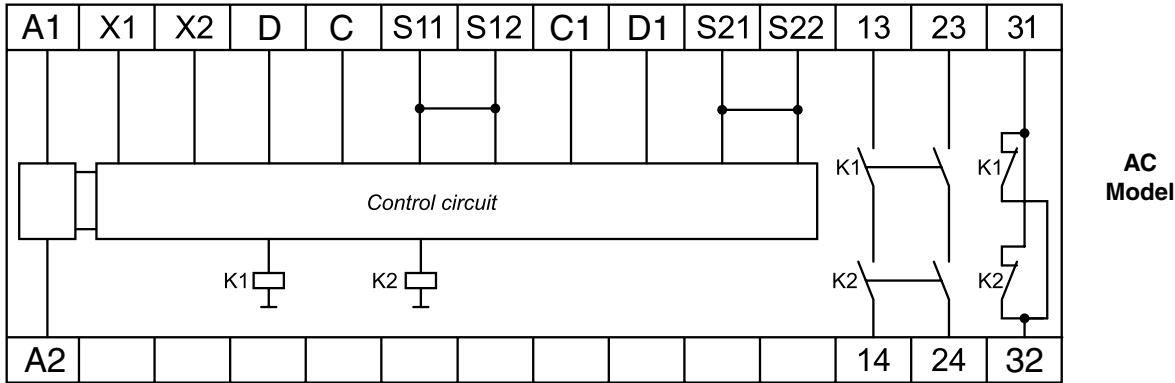 A1 X1 X2 D C S11 S12 C1 D1 S21 S22 13 23 31
K1 K1
AC
Model
Control circuit
K1 K2 K2 K2
A2 14 24 32